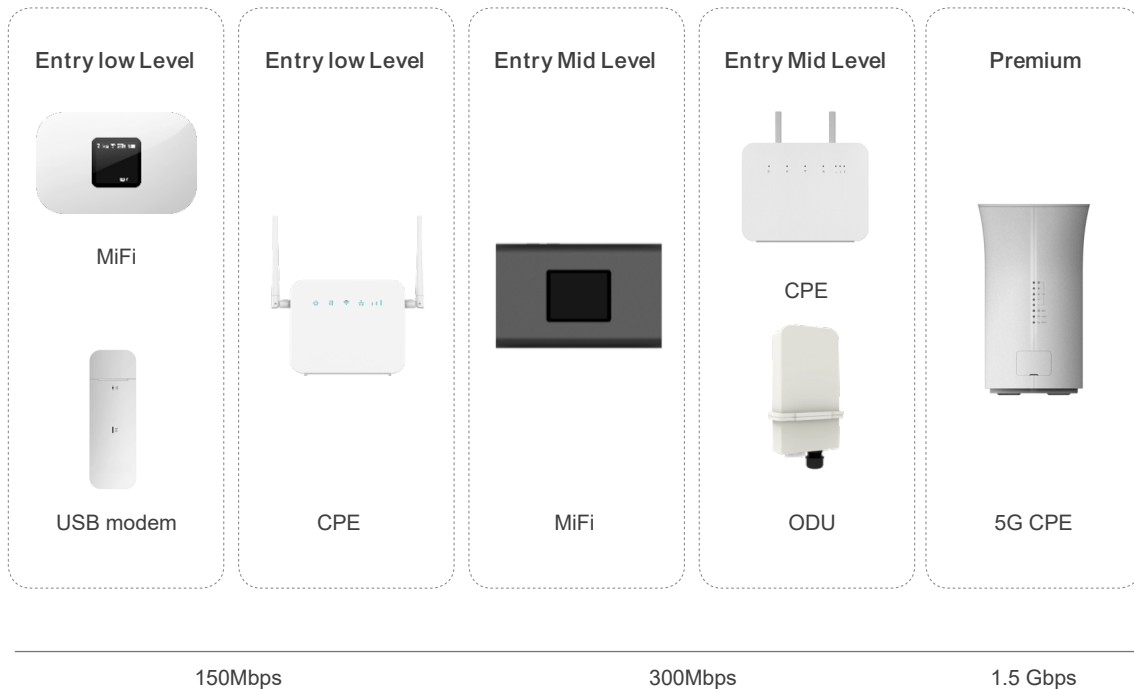 Entry low Level
Entry low Level
Entry Mid Level
Entry Mid Level
Premium
MiFi
CPE
USB modem
CPE
MiFi
ODU
5G CPE
150Mbps
300Mbps
1.5 Gbps